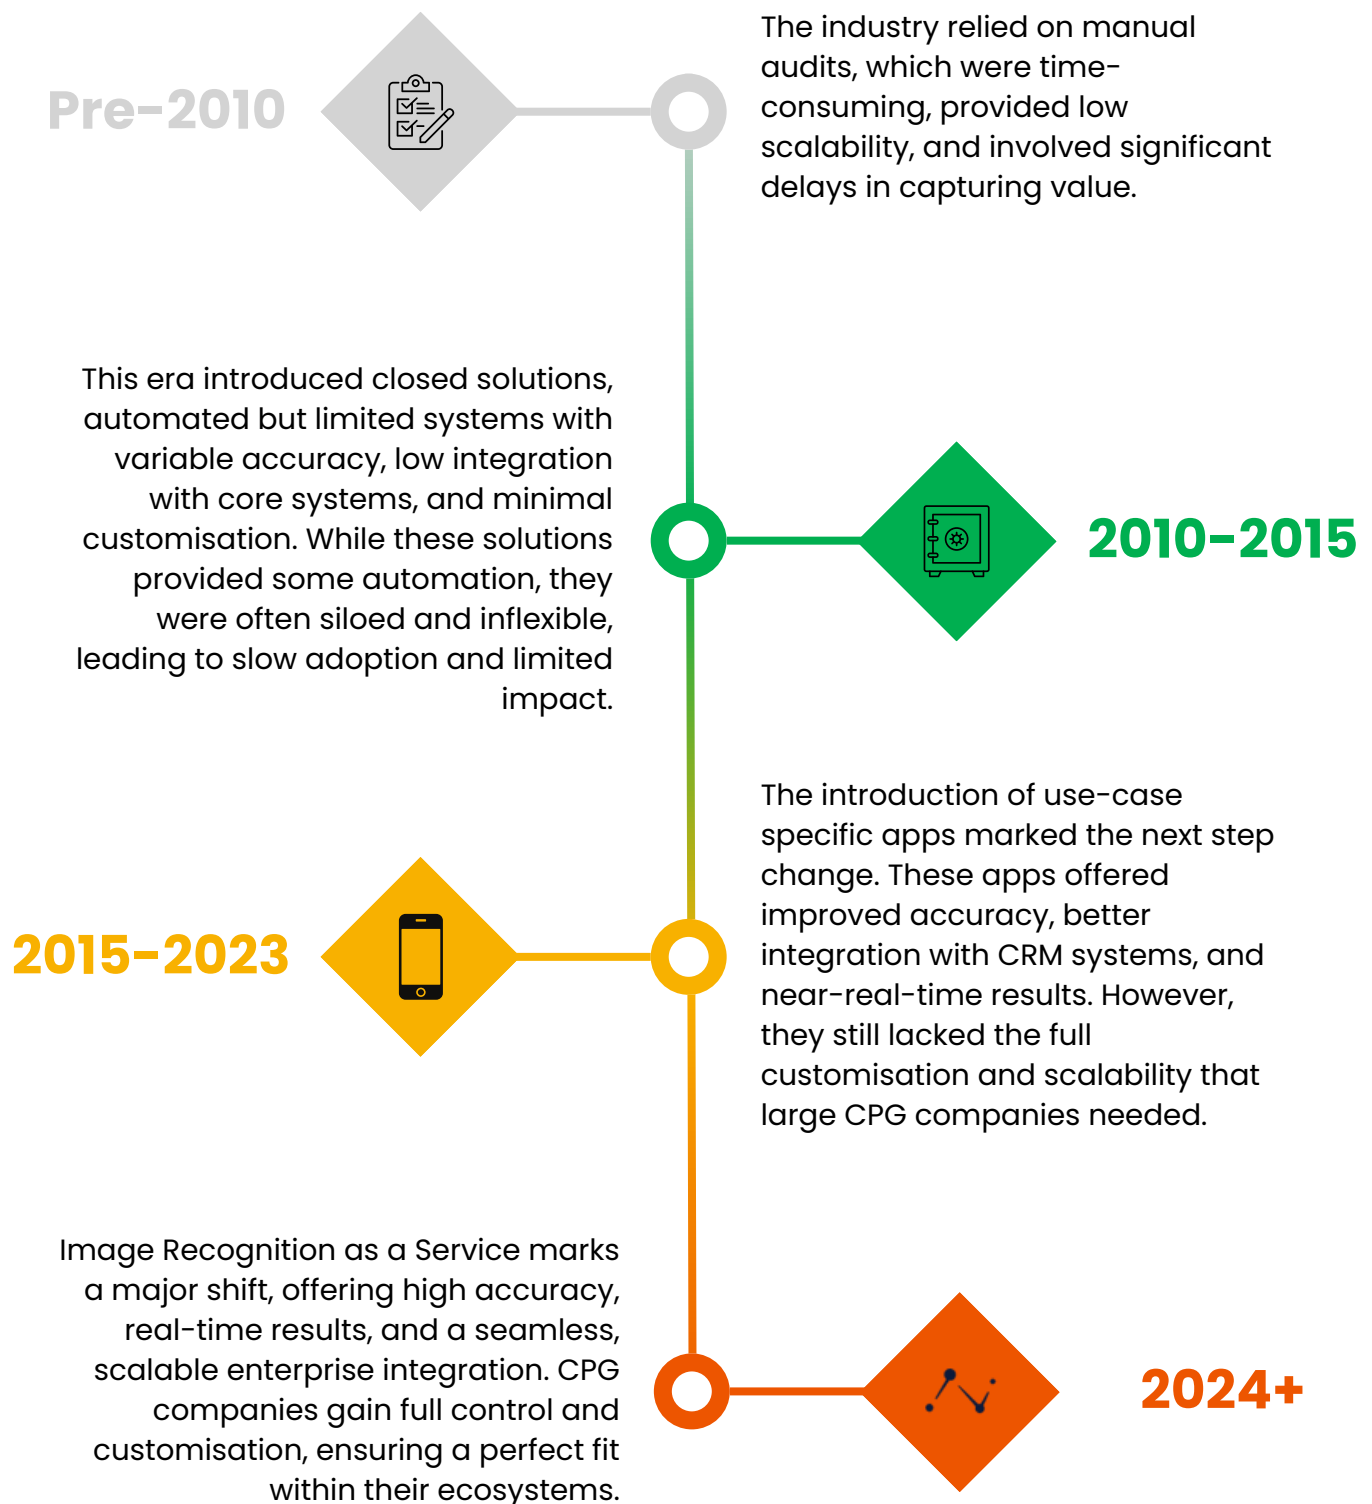 Pre-2010
The industry relied on manual
audits, which were time-
consuming, provided low
scalability, and involved significant
delays in capturing value.
This era introduced closed solutions,
automated but limited systems with
variable accuracy, low integration
with core systems, and minimal
customisation. While these solutions
provided some automation, they
were often siloed and inflexible,
leading to slow adoption and limited
impact.
2010-2015
2015-2023
The introduction of use-case
specific apps marked the next step
change. These apps offered
improved accuracy, better
integration with CRM systems, and
near-real-time results. However,
they still lacked the full
customisation and scalability that
large CPG companies needed.
Image Recognition as a Service marks
a major shift, offering high accuracy,
real-time results, and a seamless,
scalable enterprise integration. CPG
companies gain full control and
customisation, ensuring a perfect fit
within their ecosystems.
2024+